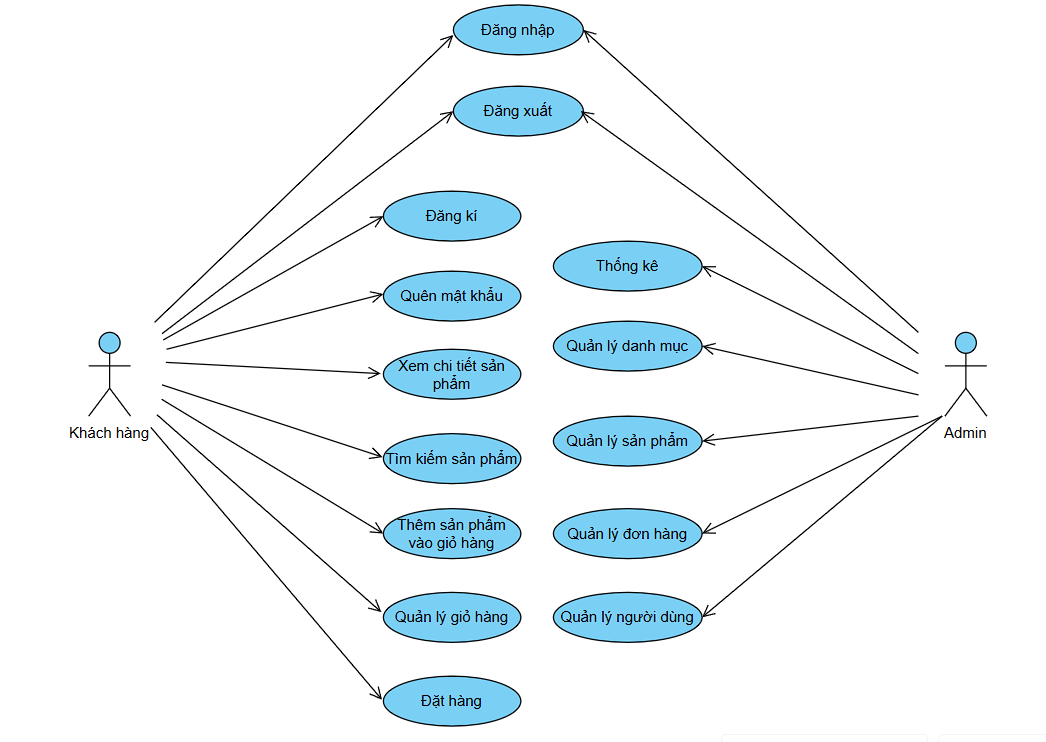 Đăng nhập
Đăng xuất
Đăng kí
Thống kê
Quên mật khẩu
Quản lý danh mục
Xem chi tiết sản
phẩm
Khách hàng
Admin
Quản lý sản phẩm
Tìm kiếm sản phẩm
Thêm sản phẩm
vào giỏ hàng
Quản lý đơn hàng
Quản lý giỏ hàng
Quản lý người dùng
Đặt hàng